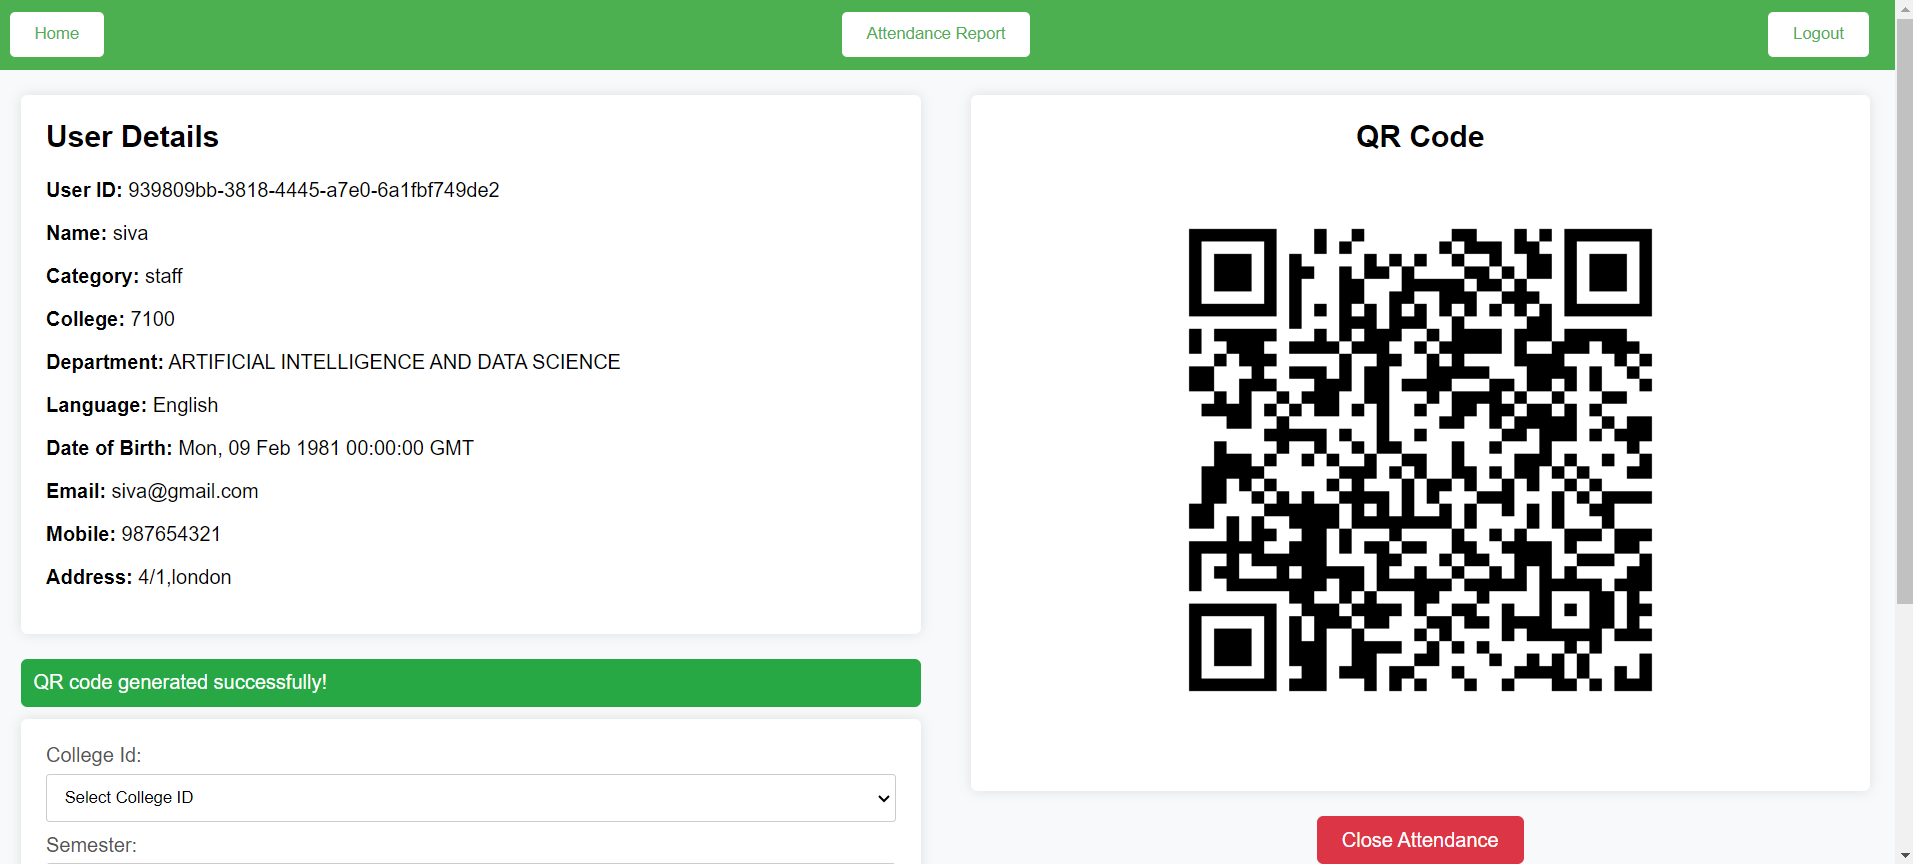 Home
Attendance Report
Logout
User Details
User ID: 939809bb-3818-4445-a7e0-6a1fbf749de2
Name: siva
Category: staff
College: 7100
Department: ARTIFICIAL INTELLIGENCE AND DATA SCIENCE
Language: English
Date of Birth: Mon, 09 Feb 1981 00:00:00 GMT
Email: siva@gmail.com
Mobile: 987654321
Address: 4/1,london
QR code generated successfully!
College Id:
Select College ID
Semester:
QR Code
Close Attendance